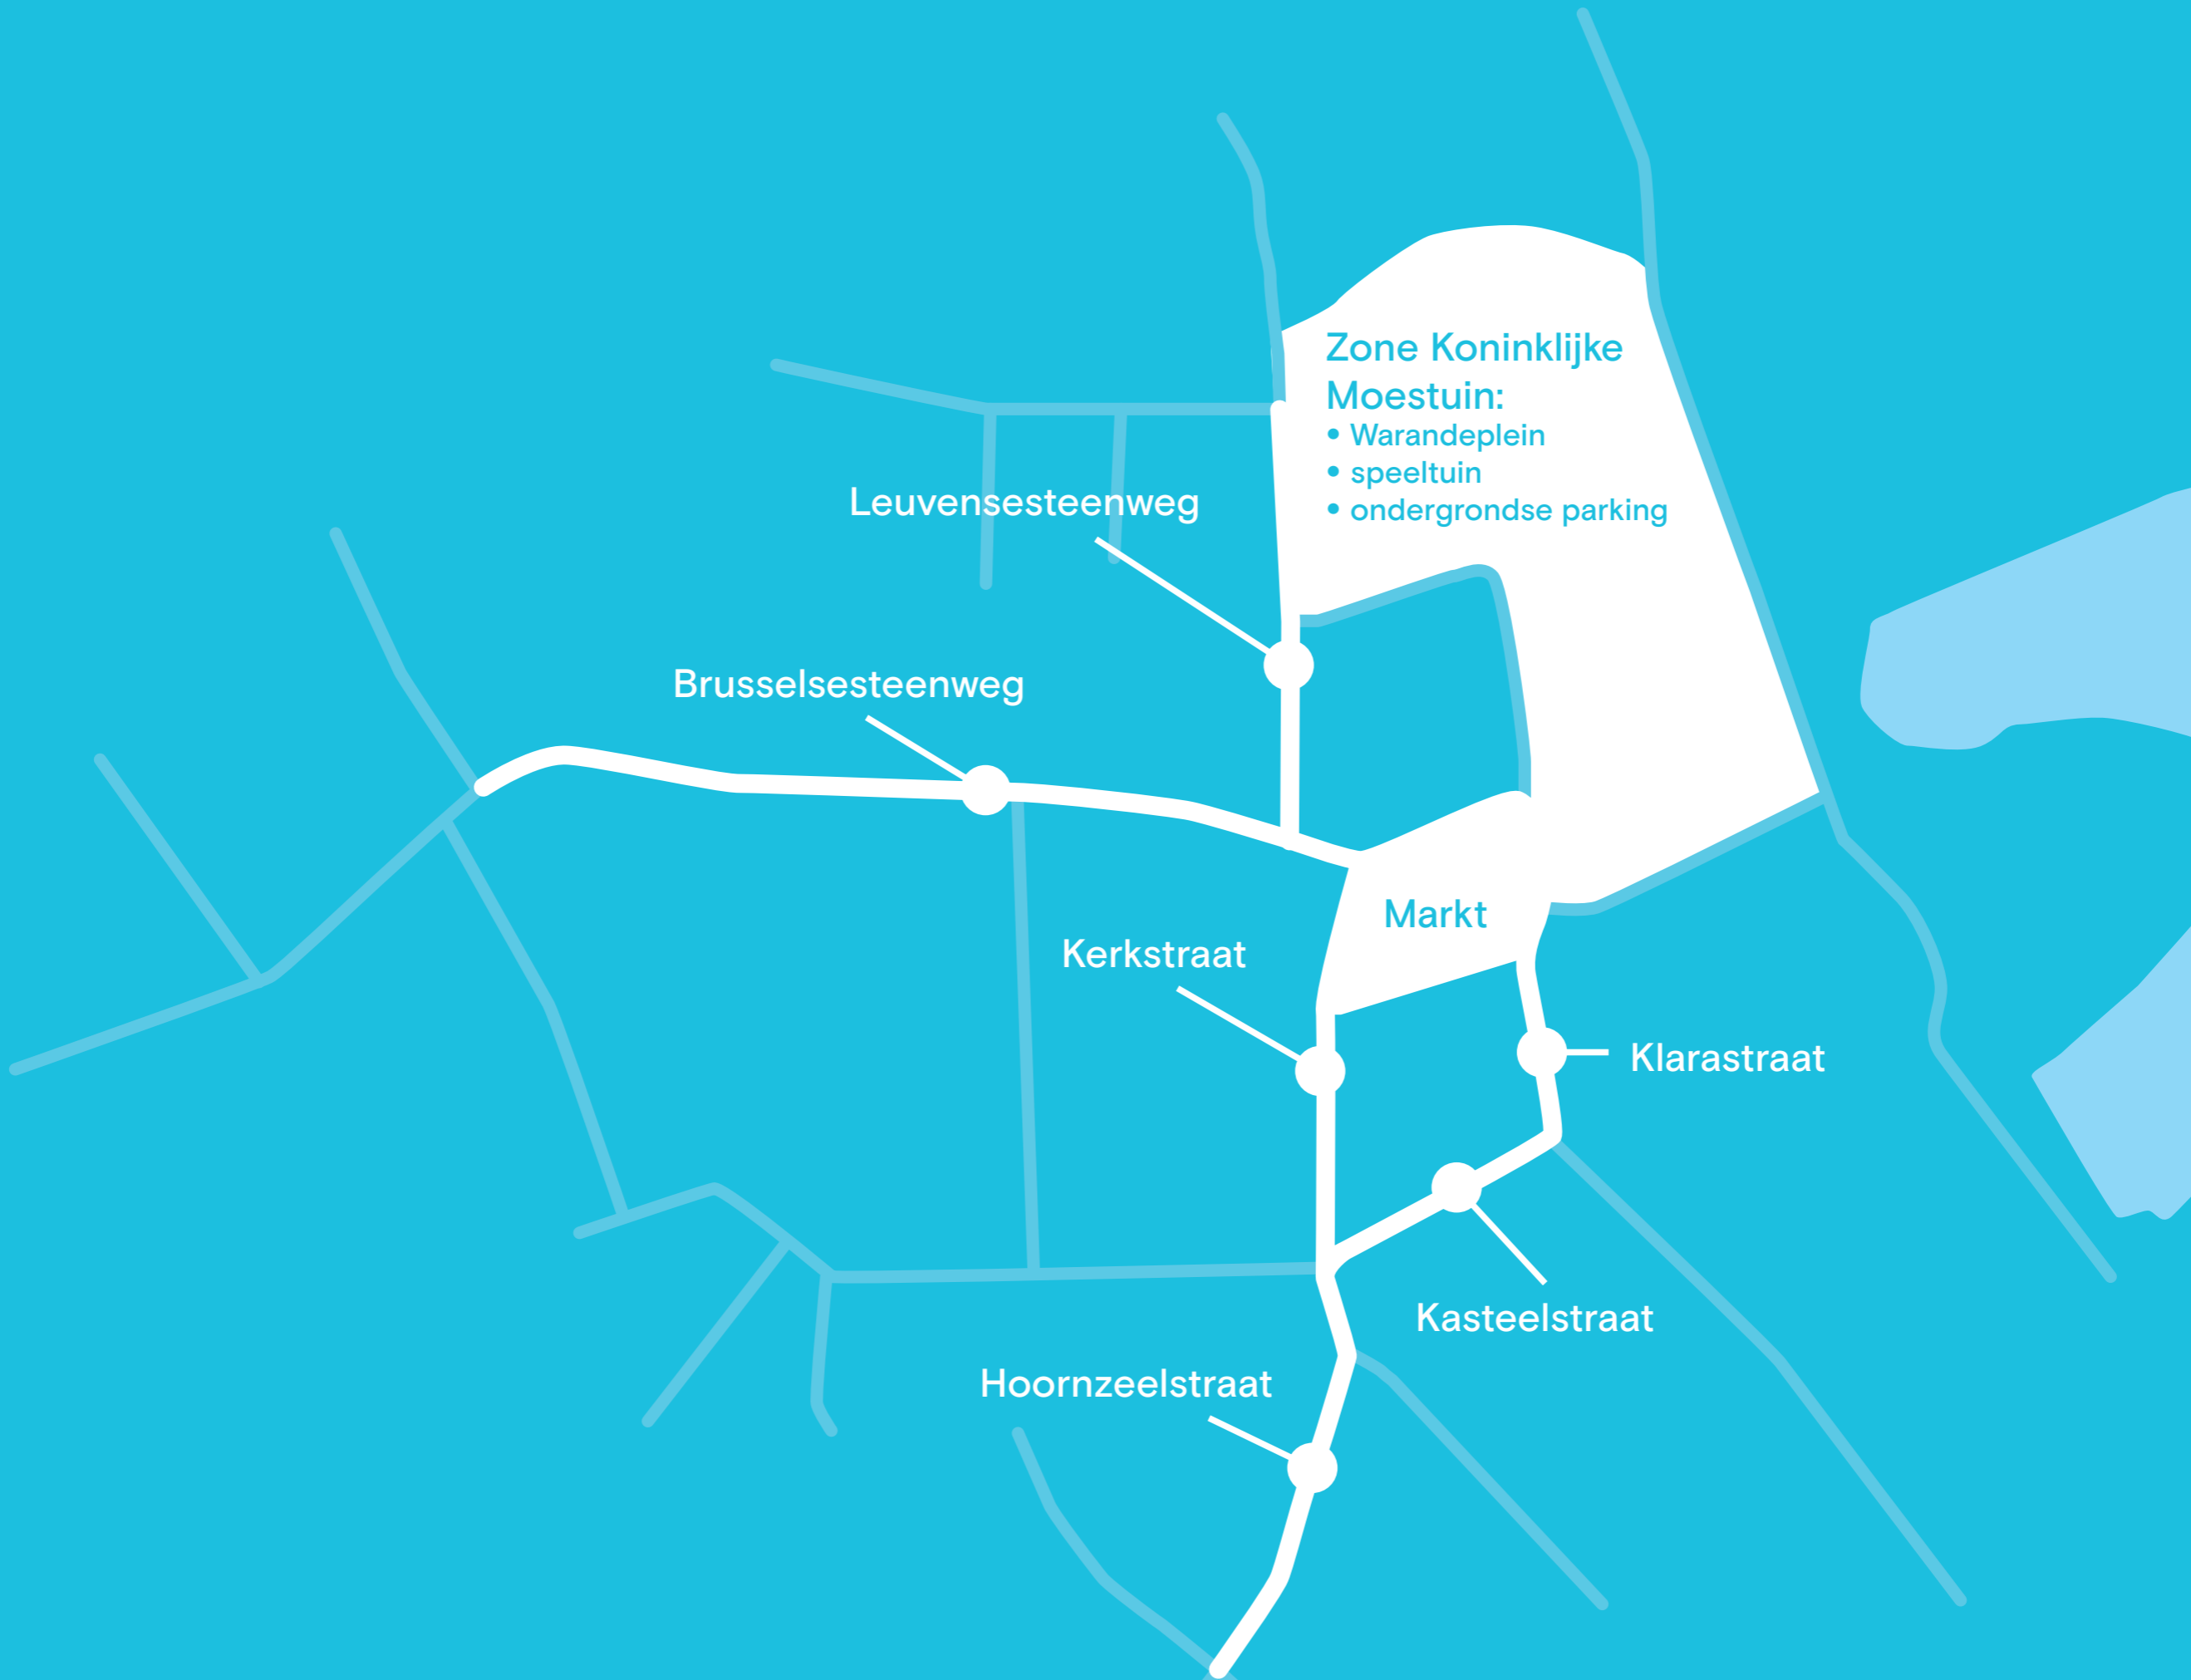 Zone Koninklijke
Moestuin:
• Warandeplein
• speeltuin
• ondergrondse parking
Leuvensesteenweg
Brusselsesteenweg
Markt
Kerkstraat
Klarastraat
Kasteelstraat
Hoornzeelstraat